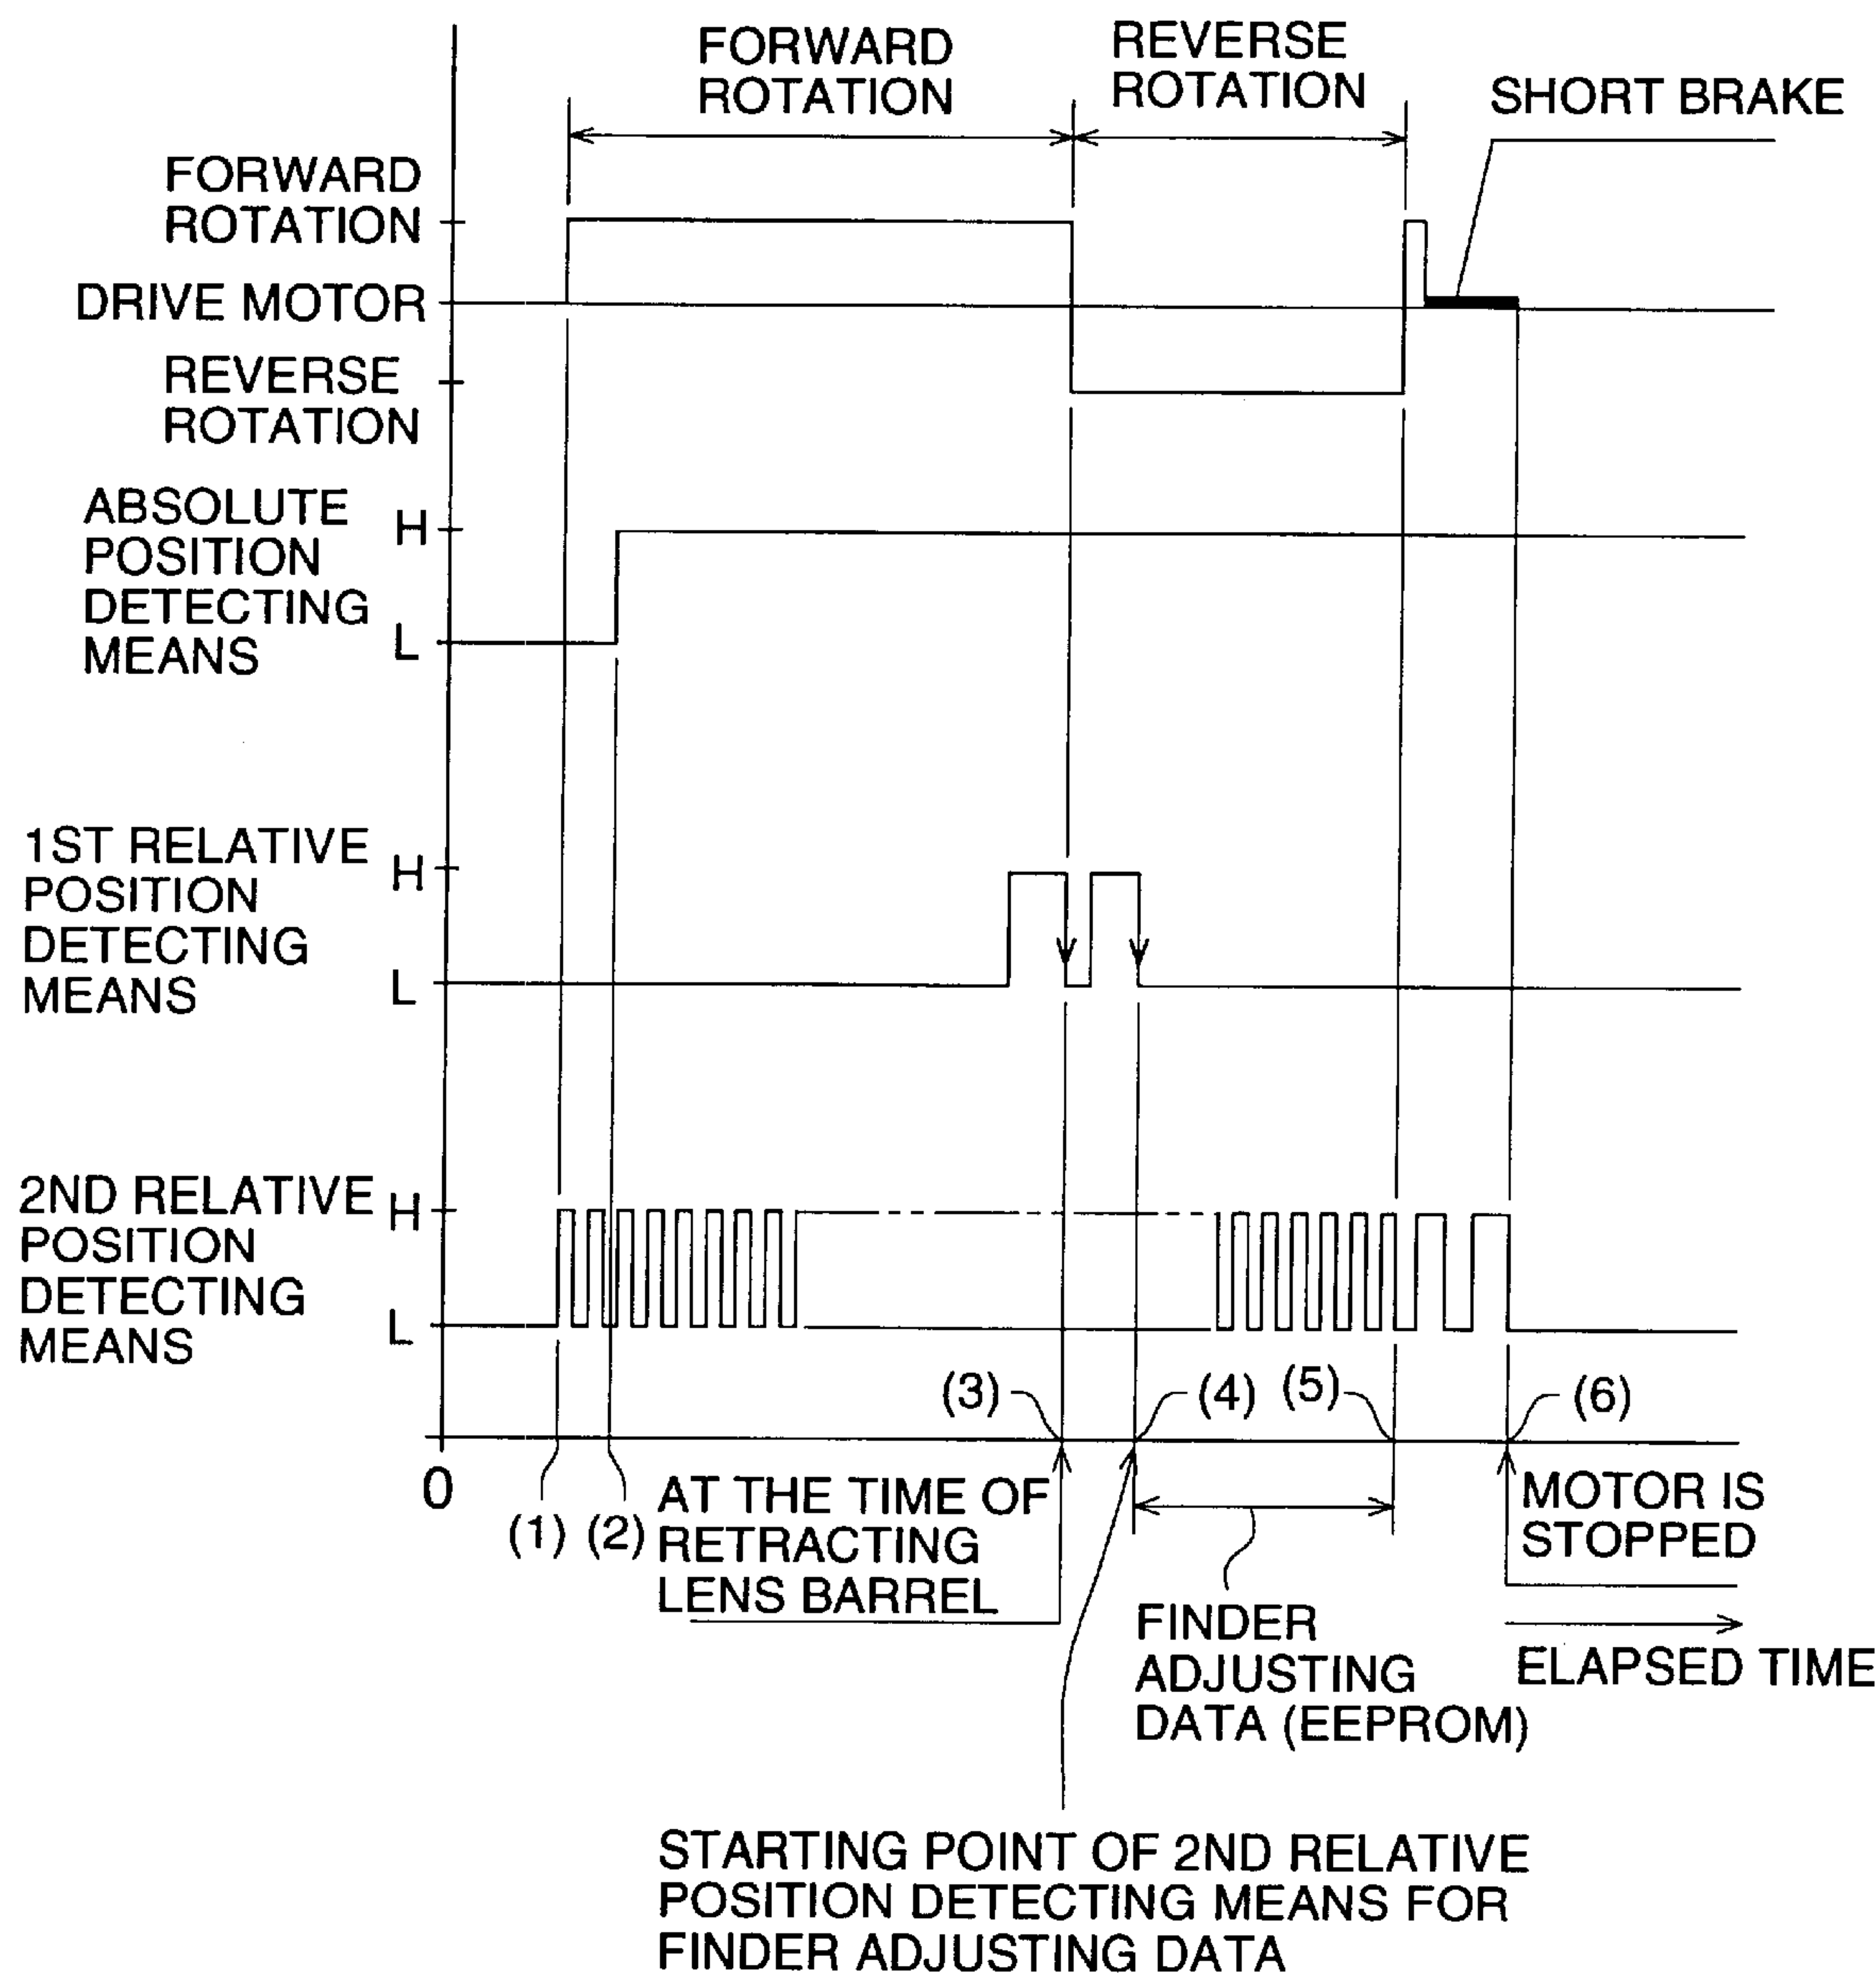 FORWARD
ROTATION
REVERSE
ROTATION
SHORT BRAKE
FORWARD
ROTATION
DRIVE MOTOR
REVERSE
ROTATION
ABSOLUTE
POSITION
DETECTING
MEANS
H
L
1ST RELATIVE
POSITION
DETECTING
MEANS
H
L
2ND RELATIVE
POSITION
DETECTING
MEANS
H
L
(3)
(4)
(5)
(6)
0
(1)
(2)
AT THE TIME OF
RETRACTING
LENS BARREL
MOTOR IS
STOPPED
FINDER
ADJUSTING
DATA (EEPROM)
ELAPSED TIME
STARTING POINT OF 2ND RELATIVE
POSITION DETECTING MEANS FOR
FINDER ADJUSTING DATA